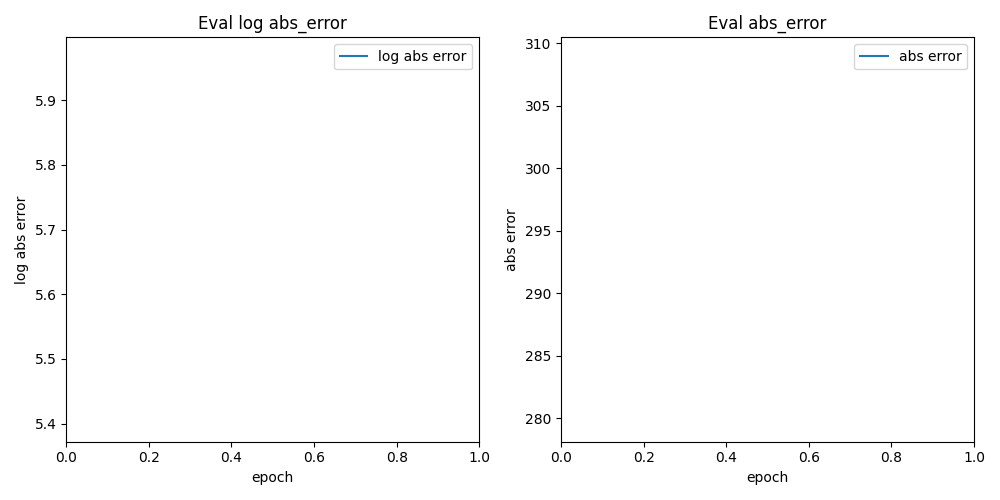 Eval log abs_error
log abs error
5.9
5.8
5.7
5.6
5.5
5.4
log abs error
0.0 0.2 0.4 0.6 0.8 1.0
epoch
Eval abs_error
abs error
310
305
300
295
290
285
280
abs error
0.0 0.2 0.4 0.6 0.8 1.0
epoch